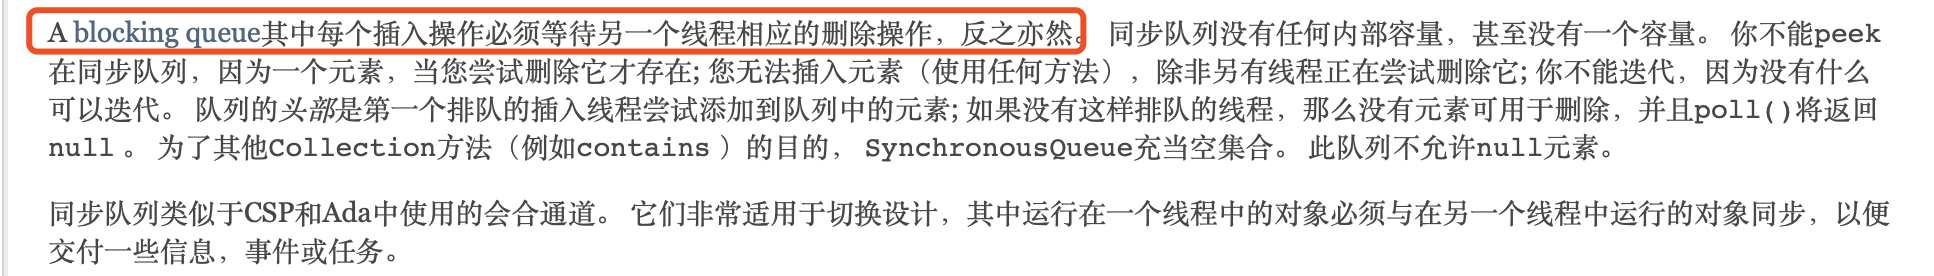 A blocking queue其中每个插入操作必须等待另一个线程相应的删除操作，反之亦然。 同步队列没有任何内部容量，甚至没有一个容量。 你不能peek
在同步队列，因为一个元素，当您尝试删除它才存在; 您无法插入元素（使用任何方法），除非另有线程正在尝试删除它; 你不能迭代，因为没有什么
可以迭代。 队列的头部是第一个排队的插入线程尝试添加到队列中的元素; 如果没有这样排队的线程，那么没有元素可用于删除，并且poll()将返回
null 。 为了其他Collection方法（例如contains ）的目的， SynchronousQueue充当空集合。 此队列不允许null元素。
同步队列类似于CSP和Ada中使用的会合通道。 它们非常适用于切换设计，其中运行在一个线程中的对象必须与在另一个线程中运行的对象同步，以便
交付一些信息，事件或任务。